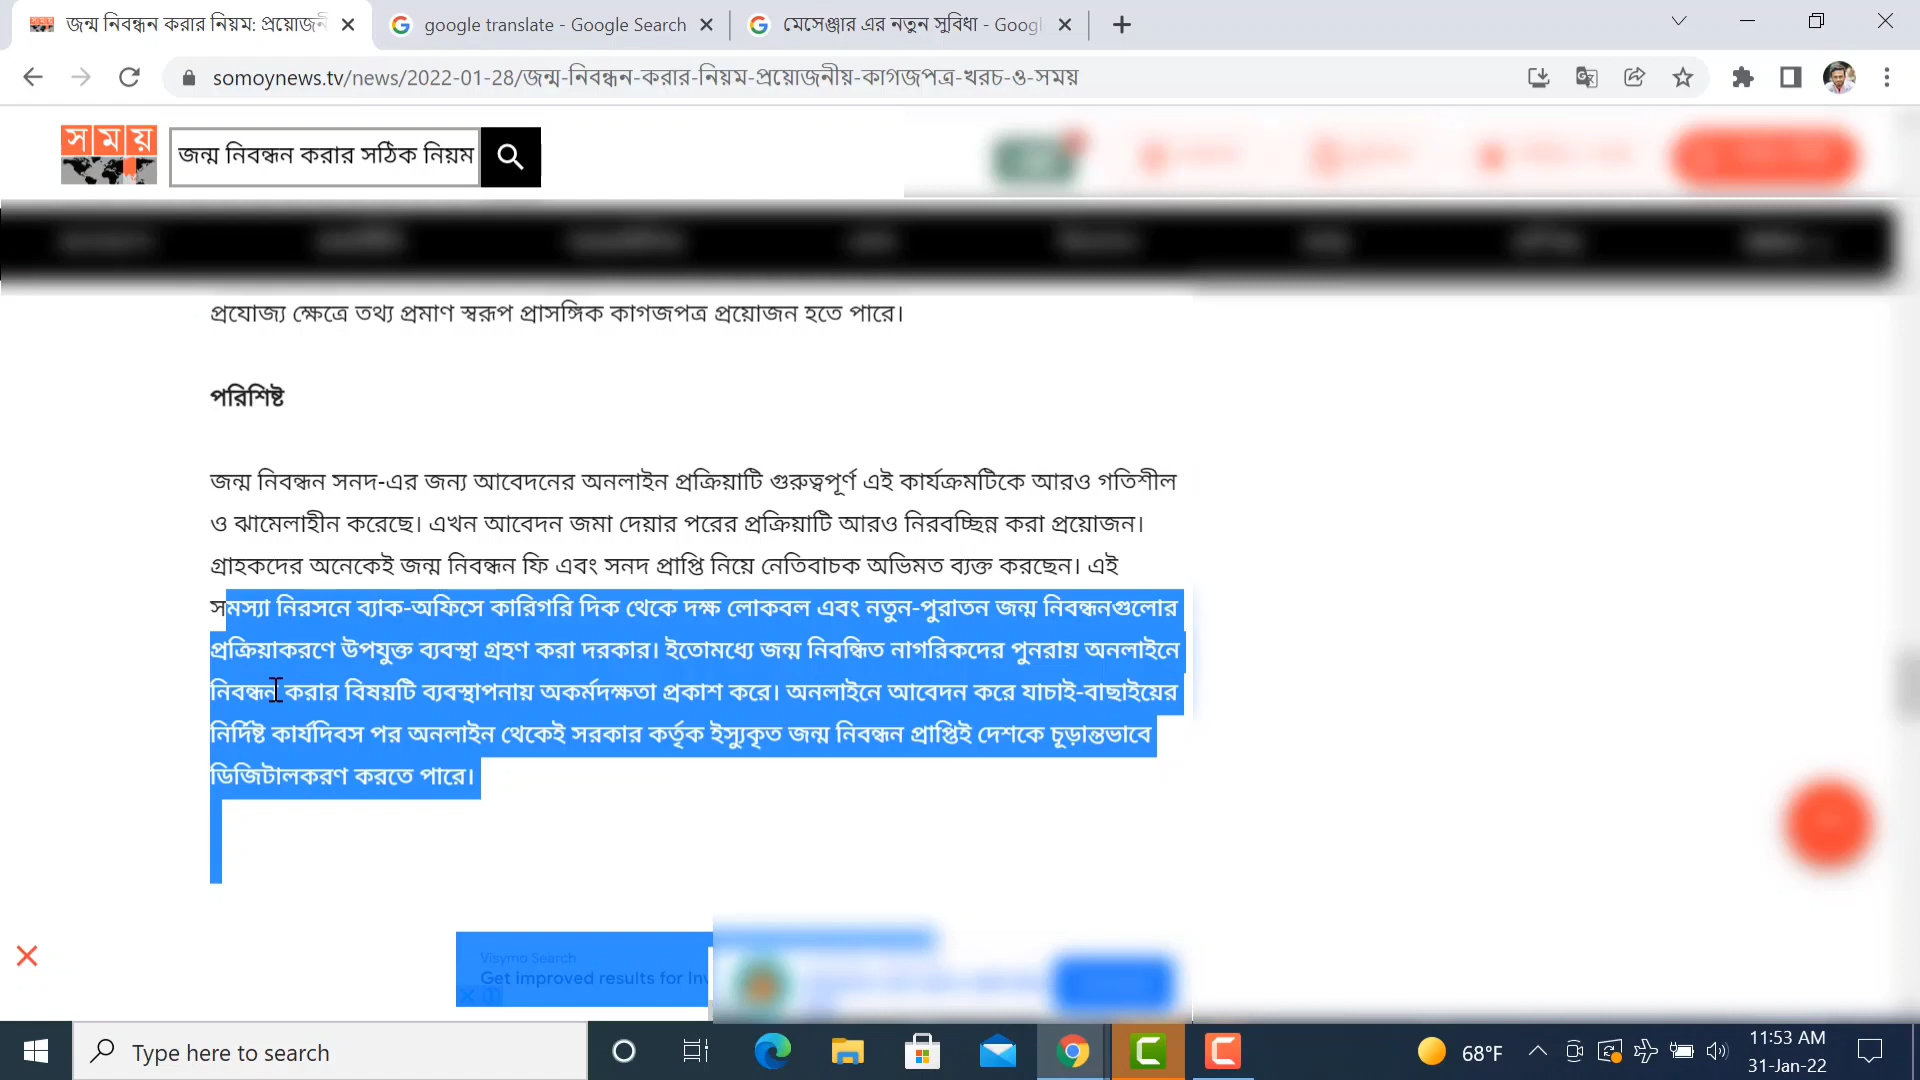 জন্ম নিবন্ধন করার নিয়ম: প্রয়োজন
google translate - Google Search
মেসেঞ্জার এর নতুন সুবিধা - Googl
somoynews.tv/news/2022-01-28/জন্ম-নিবন্ধন-করার-নিয়ম-প্রয়োজনীয়-কাগজপত্র-খরচ-ও-সময়
সময়
জন্ম নিবন্ধন করার সঠিক নিয়ম
প্রযোজ্য ক্ষেত্রে তথ্য প্রমাণ স্বরূপ প্রাসঙ্গিক কাগজপত্র প্রয়োজন হতে পারে।
পরিশিষ্ট
জন্ম নিবন্ধন সনদ-এর জন্য আবেদনের অনলাইন প্রক্রিয়াটি গুরুত্বপূর্ণ এই কার্যক্রমটিকে আরও গতিশীল
ও ঝামেলাহীন করেছে। এখন আবেদন জমা দেয়ার পরের প্রক্রিয়াটি আরও নিরবচ্ছিন্ন করা প্রয়োজন।
গ্রাহকদের অনেকেই জন্ম নিবন্ধন ফি এবং সনদ প্রাপ্তি নিয়ে নেতিবাচক অভিমত ব্যক্ত করছেন। এই
সমস্যা নিরসনে ব্যাক-অফিসে কারিগরি দিক থেকে দক্ষ লোকবল এবং নতুন-পুরাতন জন্ম নিবন্ধনগুলোর
প্রক্রিয়াকরণে উপযুক্ত ব্যবস্থা গ্রহণ করা দরকার। ইতোমধ্যে জন্ম নিবন্ধিত নাগরিকদের পুনরায় অনলাইনে
নিবন্ধন করার বিষয়টি ব্যবস্থাপনায় অকর্মদক্ষতা প্রকাশ করে। অনলাইনে আবেদন করে যাচাই-বাছাইয়ের
নির্দিষ্ট কার্যদিবস পর অনলাইন থেকেই সরকার কর্তৃক ইস্যুকৃত জন্ম নিবন্ধন প্রাপ্তিই দেশকে চূড়ান্তভাবে
ডিজিটালকরণ করতে পারে।
Visymo Search
Get improved results for Inv
Type here to search
68°F
11:53 AM
31-Jan-22